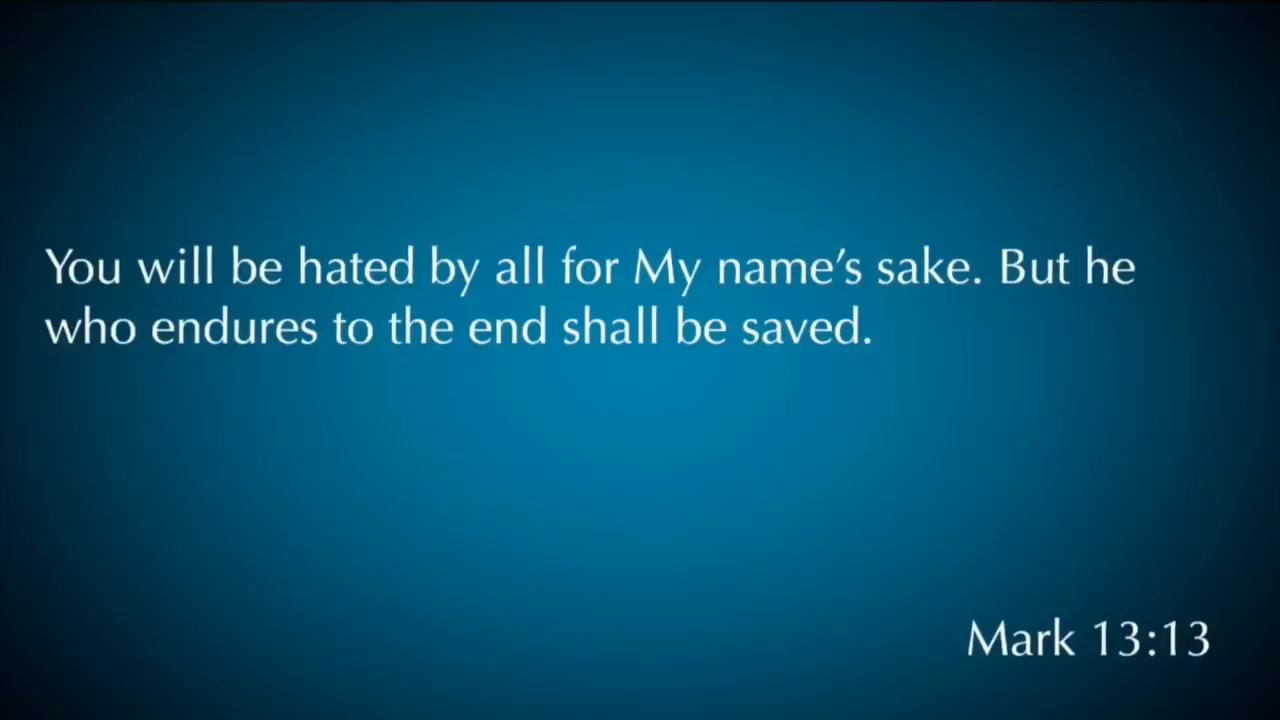 You will be hated by all for My name’s sake. But he
who endures to the end shall be saved.
Mark 13:13